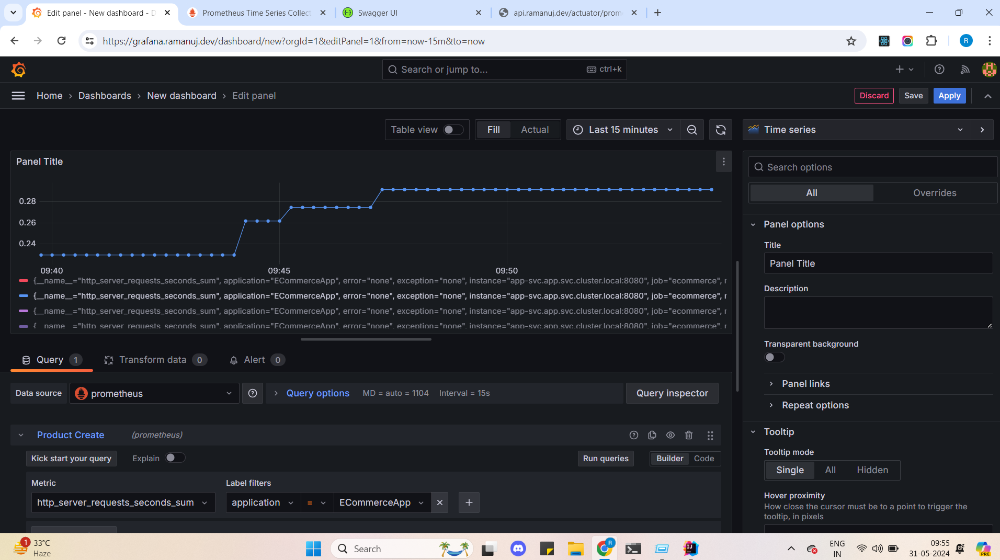 Edit panel - New dashboard - D
Prometheus Time Series Collect
Swagger UI
api.ramanuj.dev/actuator/prom
https://grafana.ramanuj.dev/dashboard/new?orgId=1&editPanel=1&from=now-15m&to=now
R
Search or jump to...
ctrl+k
Home › Dashboards › New dashboard › Edit panel
Discard
Save
Apply
Table view
Fill
Actual
Last 15 minutes
Time series
Panel Title
0.28
0.26
0.24
09:40
09:45
09:50
{__name__="http_server_requests_seconds_sum", application="ECommerceApp", error="none", exception="none", instance="app-svc.app.svc.cluster.local:8080", job="ecommerce",
{__name__="http_server_requests_seconds_sum", application="ECommerceApp", error="none", exception="none", instance="app-svc.app.svc.cluster.local:8080", job="ecommerce",
{__name__="http_server_requests_seconds_sum", application="ECommerceApp", error="none", exception="none", instance="app-svc.app.svc.cluster.local:8080", job="ecommerce",
{__name__="http_server_requests_seconds_sum", application="ECommerceApp", error="none", exception="none", instance="app-svc.app.svc.cluster.local:8080", job="ecommerce",
Search options
All
Overrides
Panel options
Title
Panel Title
Description
Transparent background
Panel links
Repeat options
Tooltip
Tooltip mode
Single
All
Hidden
Hover proximity
How close the cursor must be to a point to trigger the
tooltip, in pixels
Query 1
Transform data 0
Alert 0
Data source
prometheus
Query options
MD = auto = 1104
Interval = 15s
Query inspector
Product Create
(prometheus)
Kick start your query
Explain
Run queries
Builder
Code
Metric
Label filters
http_server_requests_seconds_sum
application
=
ECommerceApp
1
33°C
Haze
Search
R
PRE
ENG
IN
09:55
31-05-2024